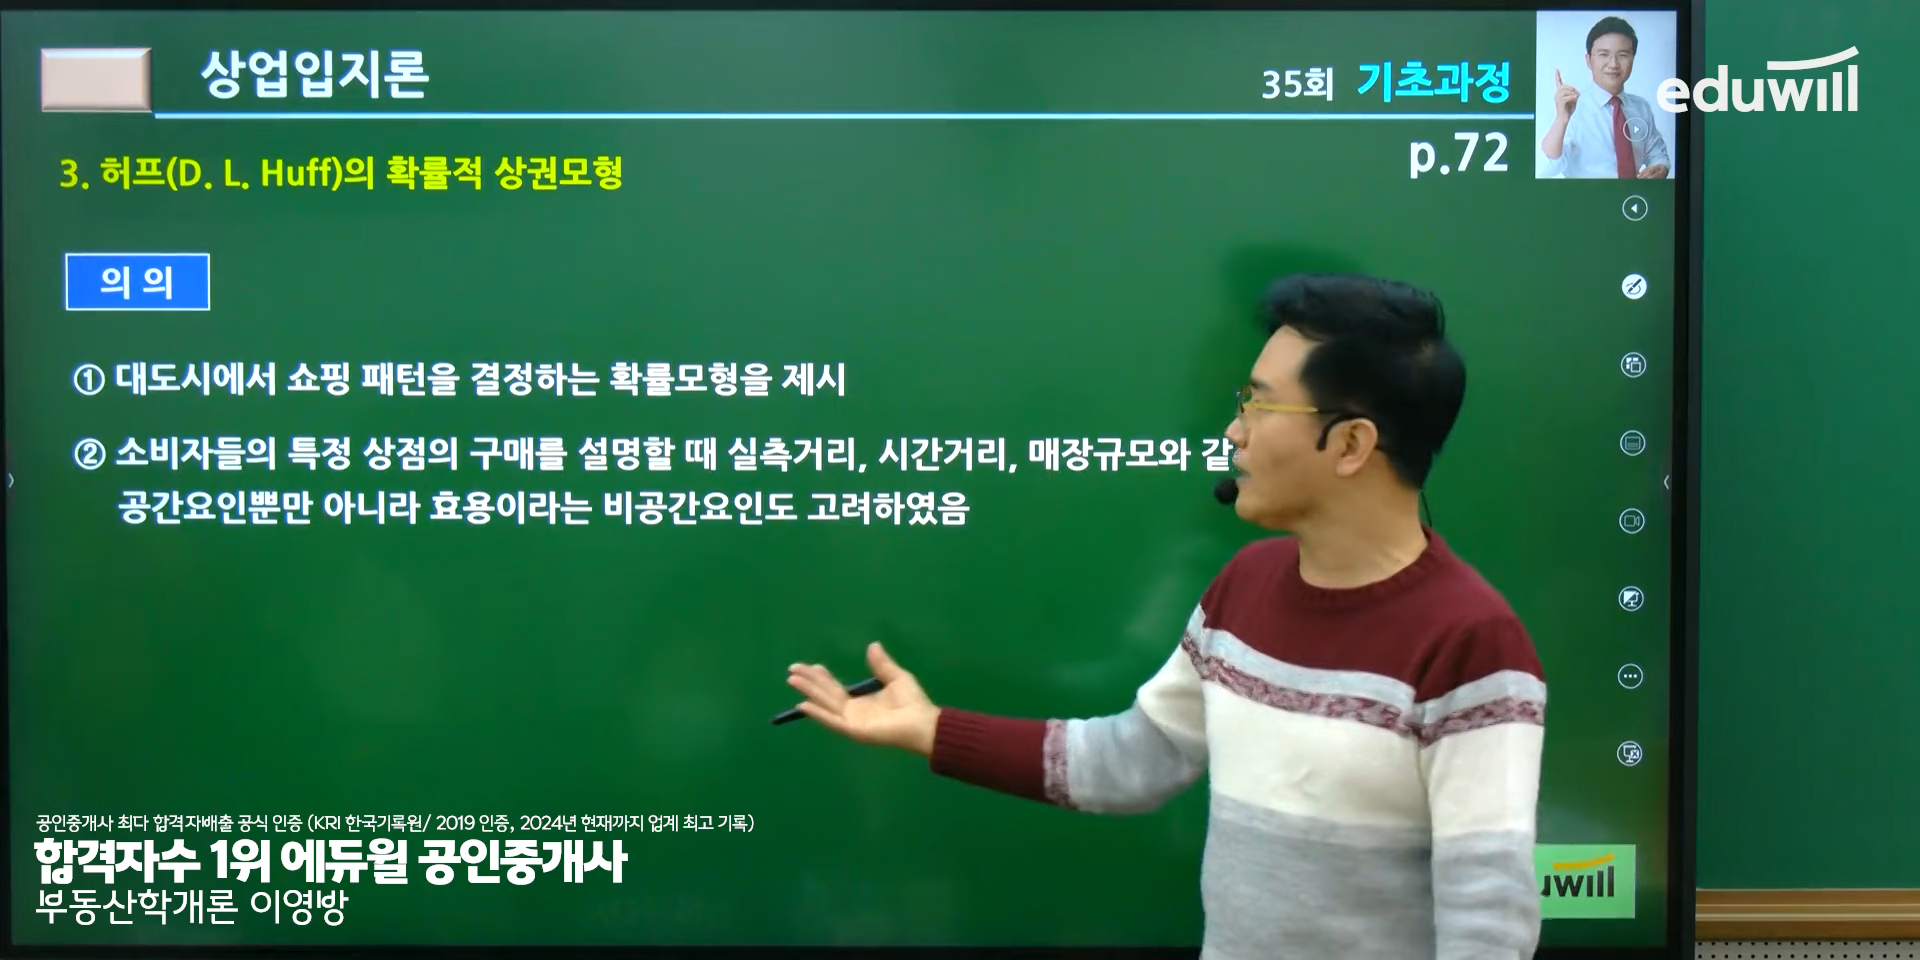 상업입지론
35회 기초과정
eduwill
p.72
3. 허프(D. L. Huff)의 확률적 상권모형
의 의
① 대도시에서 쇼핑 패턴을 결정하는 확률모형을 제시
② 소비자들의 특정 상점의 구매를 설명할 때 실측거리, 시간거리, 매장규모와 같
공간요인뿐만 아니라 효용이라는 비공간요인도 고려하였음
공인중개사 최다 합격자배출 공식 인증 (KRI 한국기록원/ 2019 인증, 2024년 현재까지 업계 최고 기록)
합격자수 1위 에듀윌 공인중개사
부동산학개론 이영방
uwill